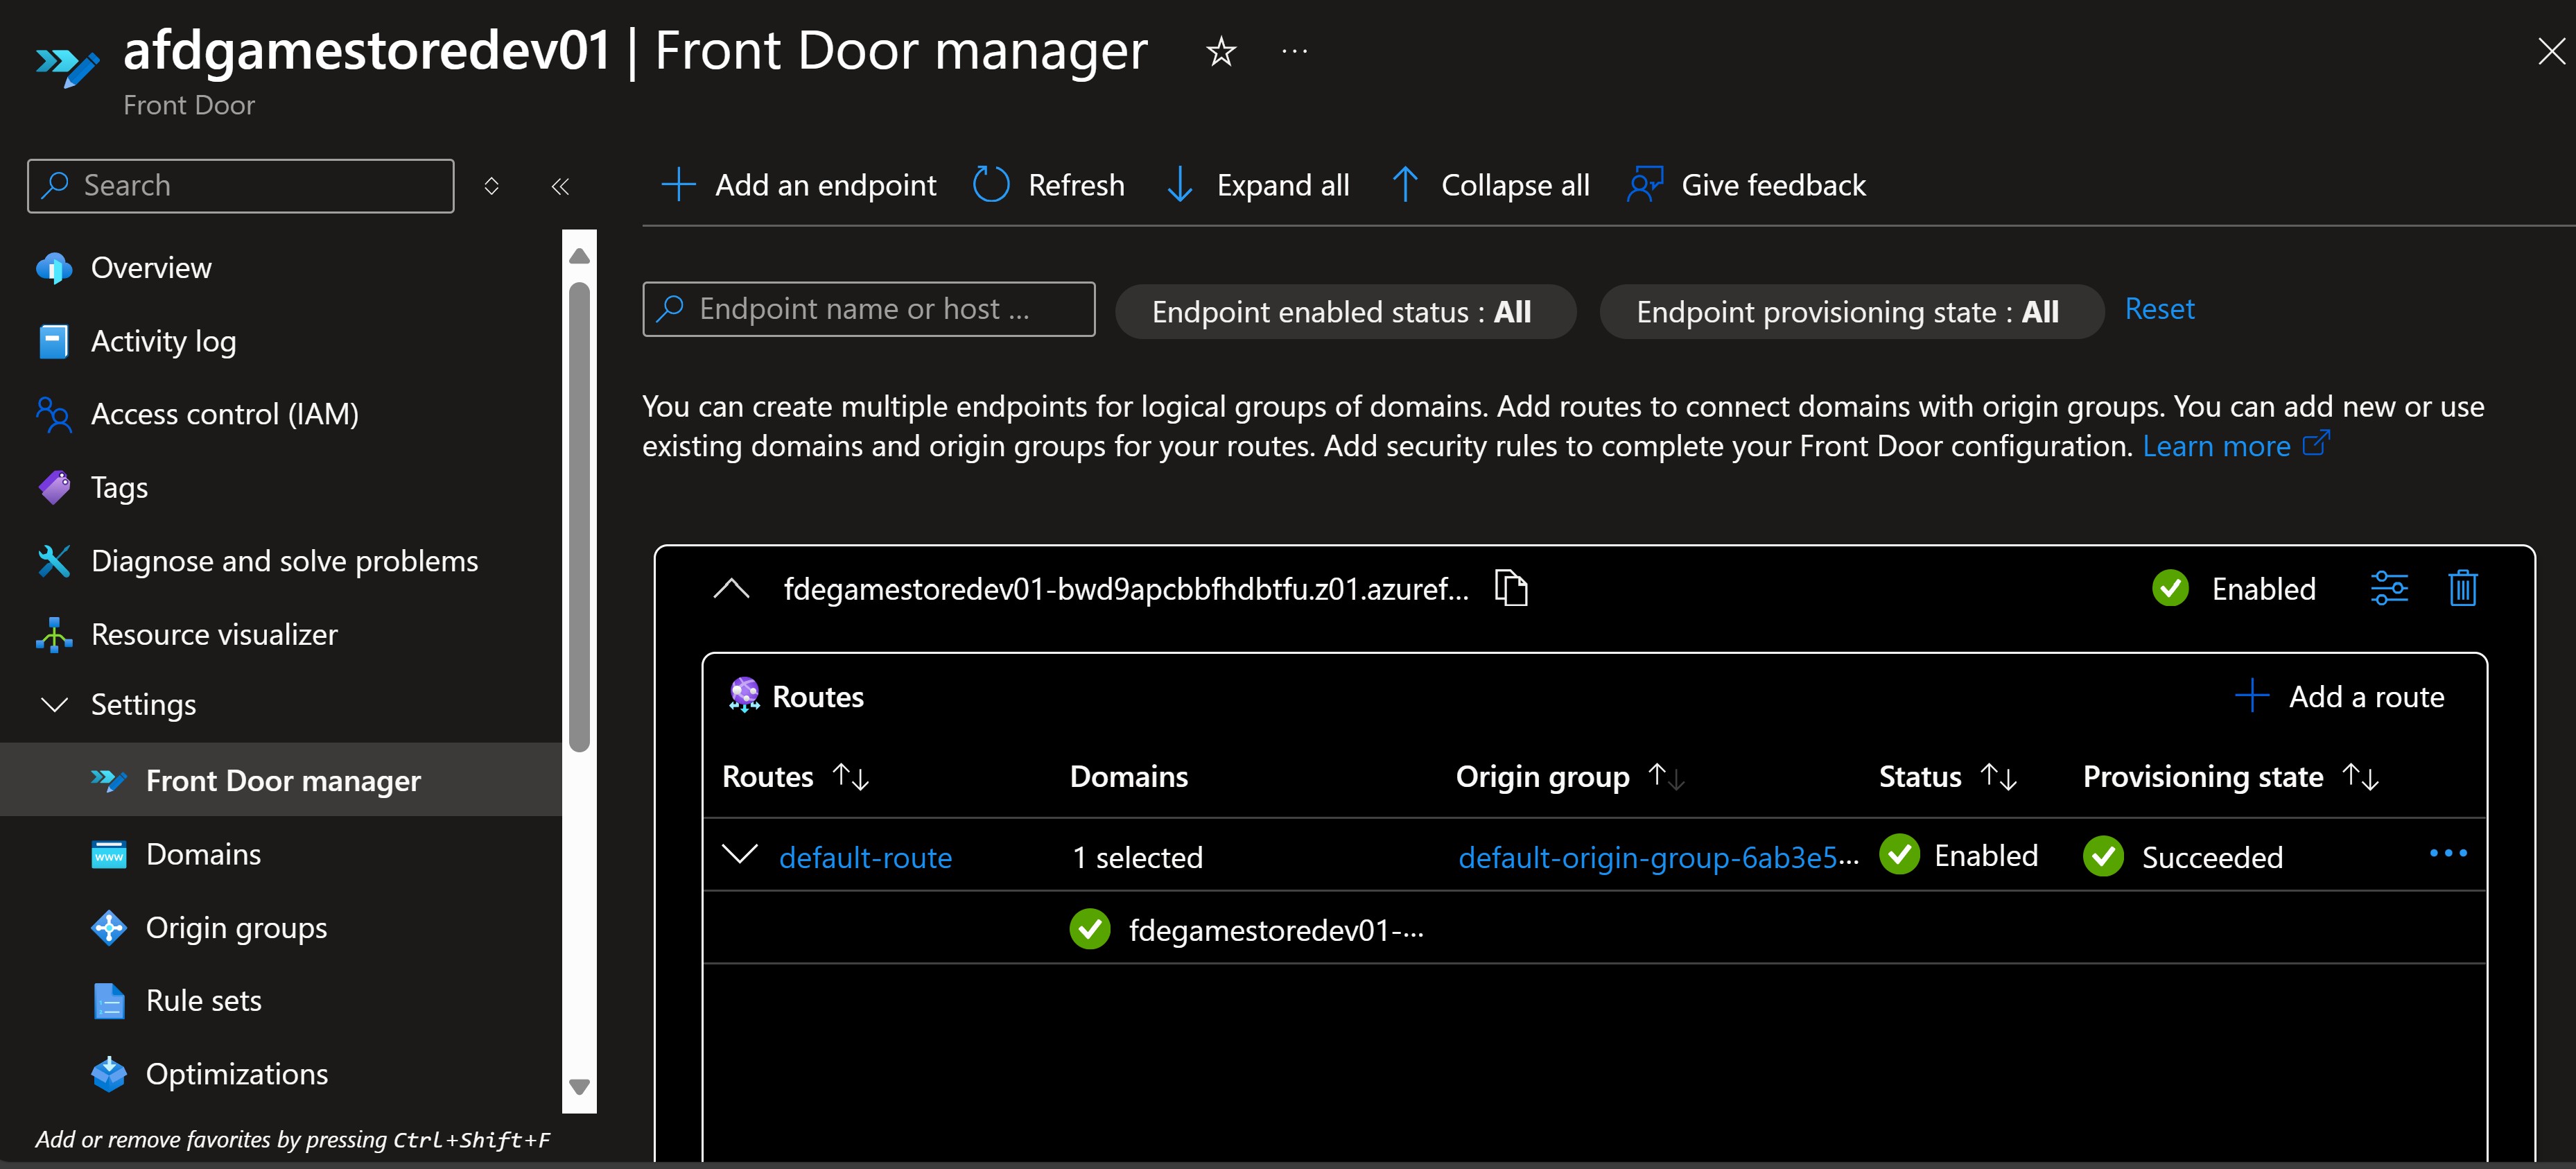 afdgamestoredev01 | Front Door manager
Front Door
Search
Overview
Activity log
Access control (IAM)
Tags
Diagnose and solve problems
Resource visualizer
Settings
Front Door manager
Domains
Origin groups
Rule sets
Optimizations
Add or remove favorites by pressing Ctrl+Shift+F
Add an endpoint
Refresh
Expand all
Collapse all
Give feedback
Endpoint name or host ...
Endpoint enabled status : All
Endpoint provisioning state : All
Reset
You can create multiple endpoints for logical groups of domains. Add routes to connect domains with origin groups. You can add new or use
existing domains and origin groups for your routes. Add security rules to complete your Front Door configuration. Learn more
fdegamestoredev01-bwd9apcbbfhdbtfu.z01.azuref...
Enabled
Routes
Add a route
Routes Domains Origin group Status Provisioning state
default-route 1 selected default-origin-group-6ab3e5... Enabled Succeeded
fdegamestoredev01-...